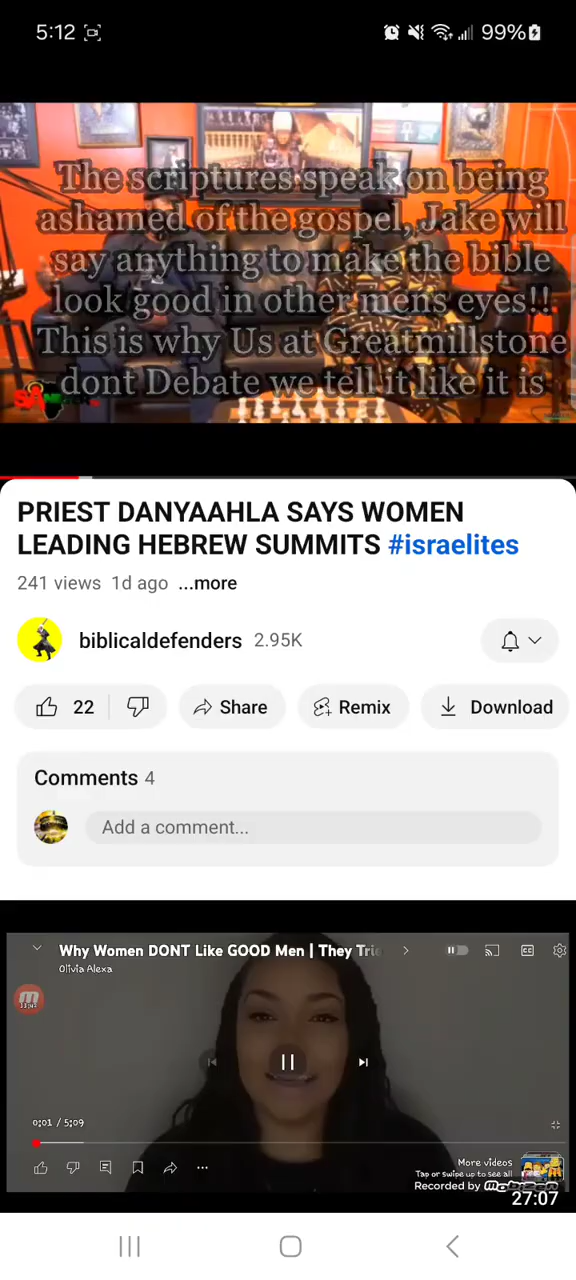 5:12
99%
The scriptures speak on being
ashamed of the gospel, Jake will
say anything to make the bible
look good in other mens eyes!!
This is why Us at Greatmillstone
dont Debate we tell it like it is
PRIEST DANYAAHLA SAYS WOMEN
LEADING HEBREW SUMMITS #israelites
241 views 1d ago ...more
biblicaldefenders 2.95K
22 Share Remix Download
Comments 4
Add a comment...
Why Women DONT Like GOOD Men | They Trie
Olivia Alexa
CC
0:01 / 5:09
More videos
Tap or swipe up to see all
Recorded by
27:07